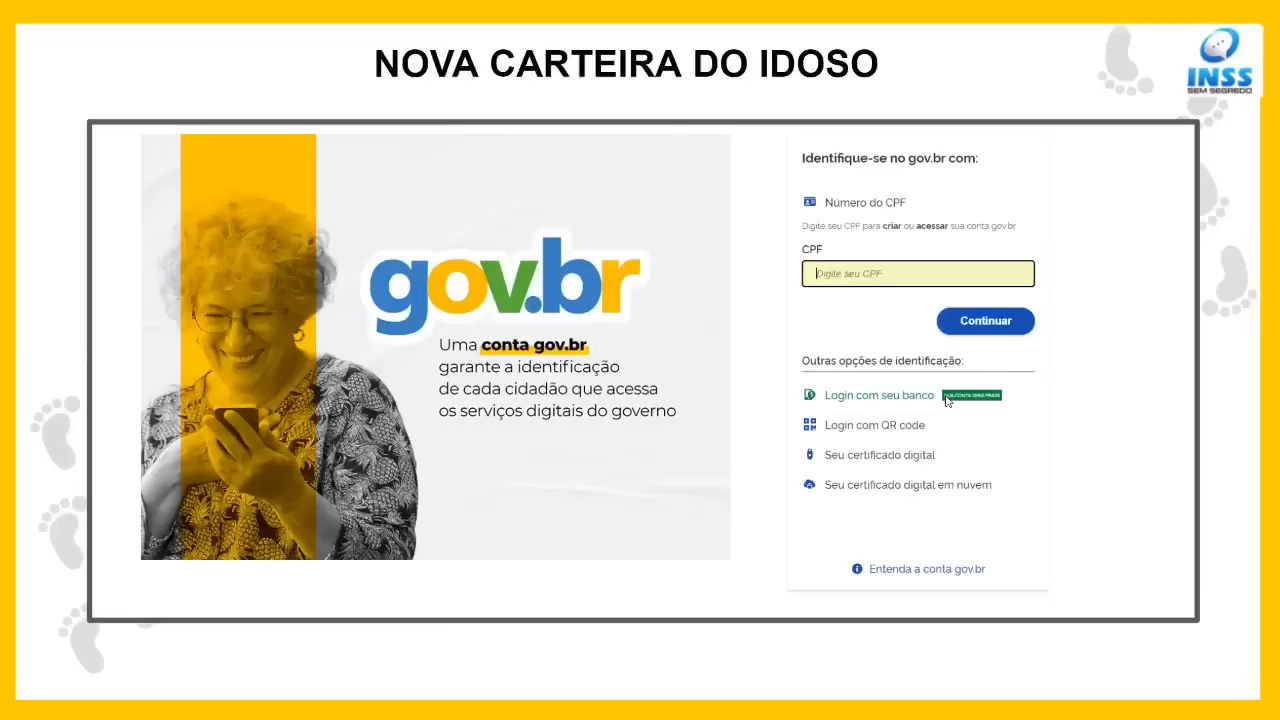 NOVA CARTEIRA DO IDOSO
INSS
SEM SEGREDO
gov.br
Uma conta gov.br
garante a identificação
de cada cidadão que acessa
os serviços digitais do governo
Identifique-se no gov.br com:
Número do CPF
Digite seu CPF para criar ou acessar sua conta gov.br
CPF
Digite seu CPF
Continuar
Outras opções de identificação:
Login com seu banco
Login com QR code
Seu certificado digital
Seu certificado digital em nuvem
Entenda a conta gov.br